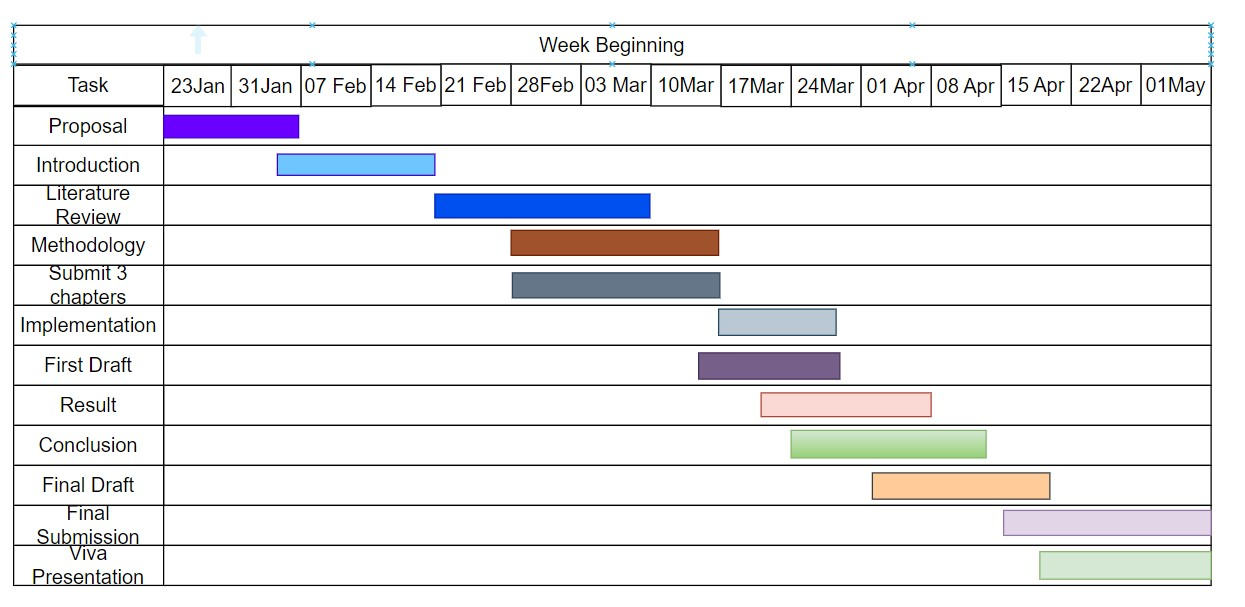 Week Beginning
Task 23Jan 31Jan 07 Feb 14 Feb 21 Feb 28Feb 03 Mar 10Mar 17Mar 24Mar 01 Apr 08 Apr 15 Apr 22Apr 01May
Proposal
Introduction
Literature
Review
Methodology
Submit 3
chapters
Implementation
First Draft
Result
Conclusion
Final Draft
Final
Submission
Viva
Presentation